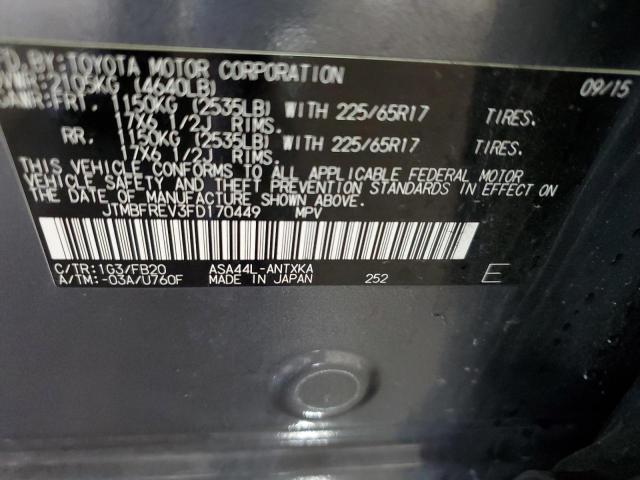 FD.BY:TOYOTA MOTOR CORPORATION 09/15
GVWR:2105KG (4640LB)
GAWR:FRT. 1150KG (2535LB) WITH 225/65R17 TIRES.
17X6 1/2J RIMS.
RR. 1150KG (2535LB) WITH 225/65R17 TIRES.
17X6 1/2J RIMS.
THIS VEHICLE CONFORMS TO ALL APPLICABLE FEDERAL MOTOR
VEHICLE SAFETY AND THEFT PREVENTION STANDARDS IN EFFECT ON
THE DATE OF MANUFACTURE SHOWN ABOVE.
JTMBFREV3FD170449 MPV
C/TR:1G3/FB20 ASA44L-ANTXKA
A/TM:-03A/U760F MADE IN JAPAN 252 E